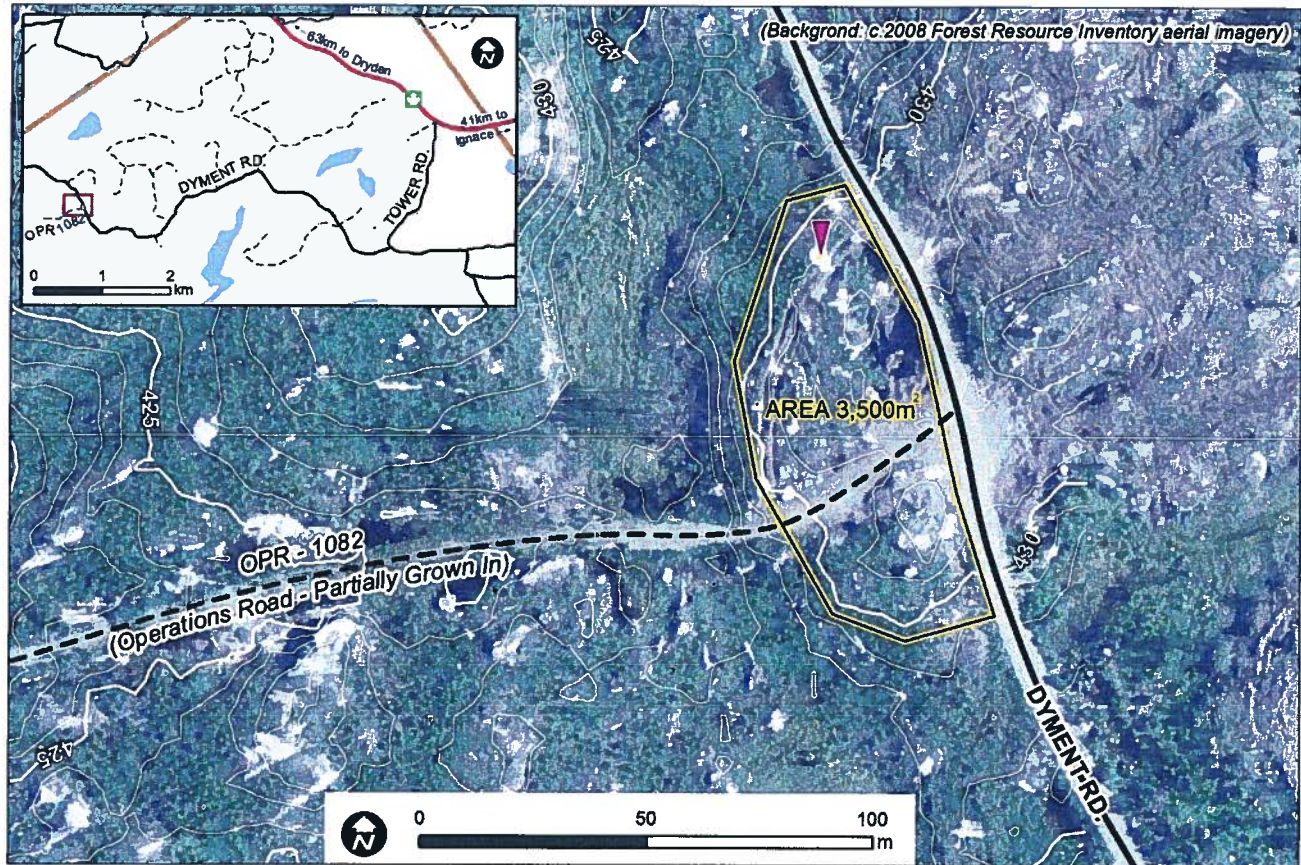 (Backgrond: c.2008 Forest Resource Inventory aerial imagery)
N
63km to Dryden
41km to
Ignace
DYMENT RD
TOWER RD
OPR 1082
0 1 2
km
425
430
430
AREA 3,500m²
425
OPR - 1082
(Operations Road - Partially Grown In)
430
425
DYMENT RD.
N
0 50 100
m